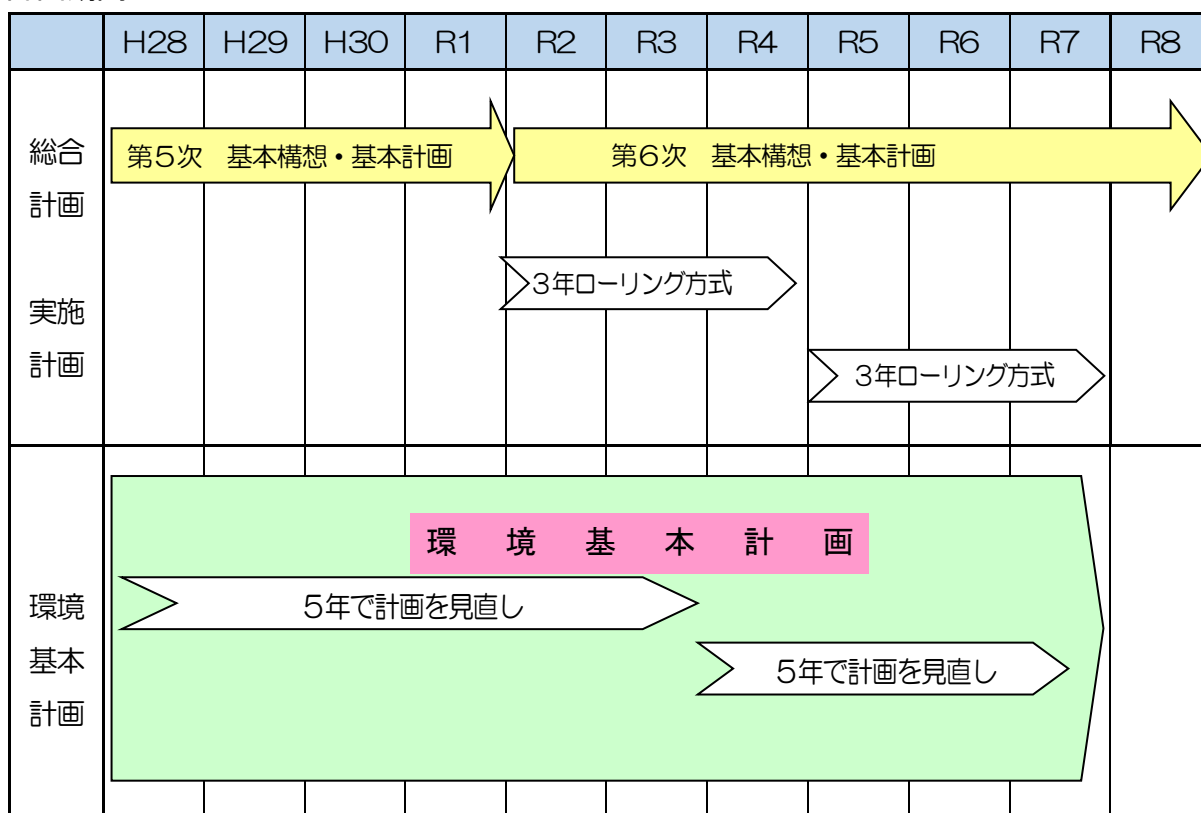 H28 H29 H30 R1 R2 R3 R4 R5 R6 R7 R8
総合
計画
第5次 基本構想・基本計画
第6次 基本構想・基本計画
実施
計画
3年ローリング方式
3年ローリング方式
環境
基本
計画
環境基本計画
5年で計画を見直し
5年で計画を見直し